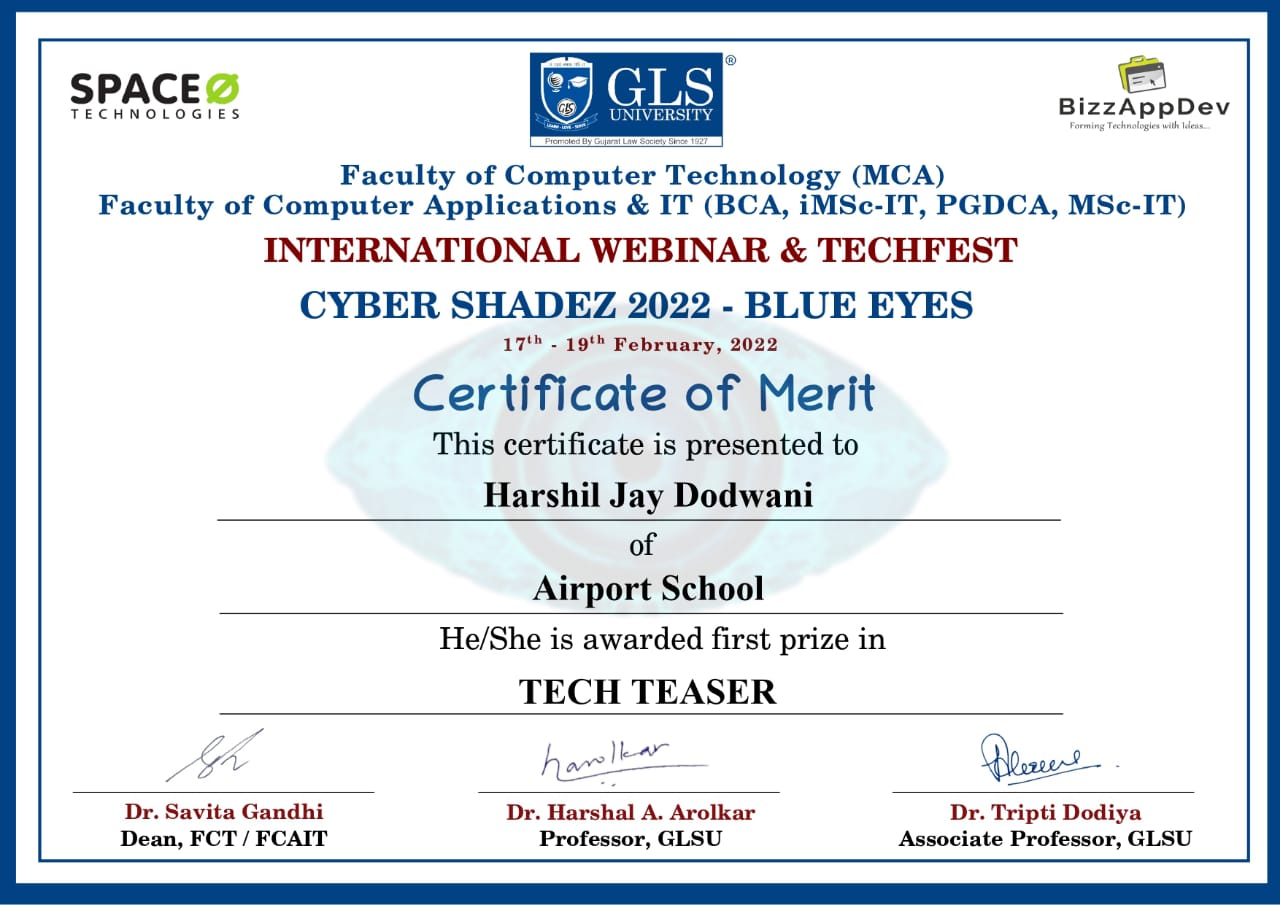 SPACE
TECHNOLOGIES
GLS
UNIVERSITY
®
GLS
LEARN - LOVE - SERVE
Promoted By Gujarat Law Society Since 1927
BizzAppDev
Forming Technologies with Ideas...
Faculty of Computer Technology (MCA)
Faculty of Computer Applications & IT (BCA, iMSc-IT, PGDCA, MSc-IT)
INTERNATIONAL WEBINAR & TECHFEST
CYBER SHADEZ 2022 - BLUE EYES
17th - 19th February, 2022
Certificate of Merit
This certificate is presented to
Harshil Jay Dodwani
of
Airport School
He/She is awarded first prize in
TECH TEASER
harolkar
Dr. Savita Gandhi
Dean, FCT / FCAIT
Dr. Harshal A. Arolkar
Professor, GLSU
Dr. Tripti Dodiya
Associate Professor, GLSU